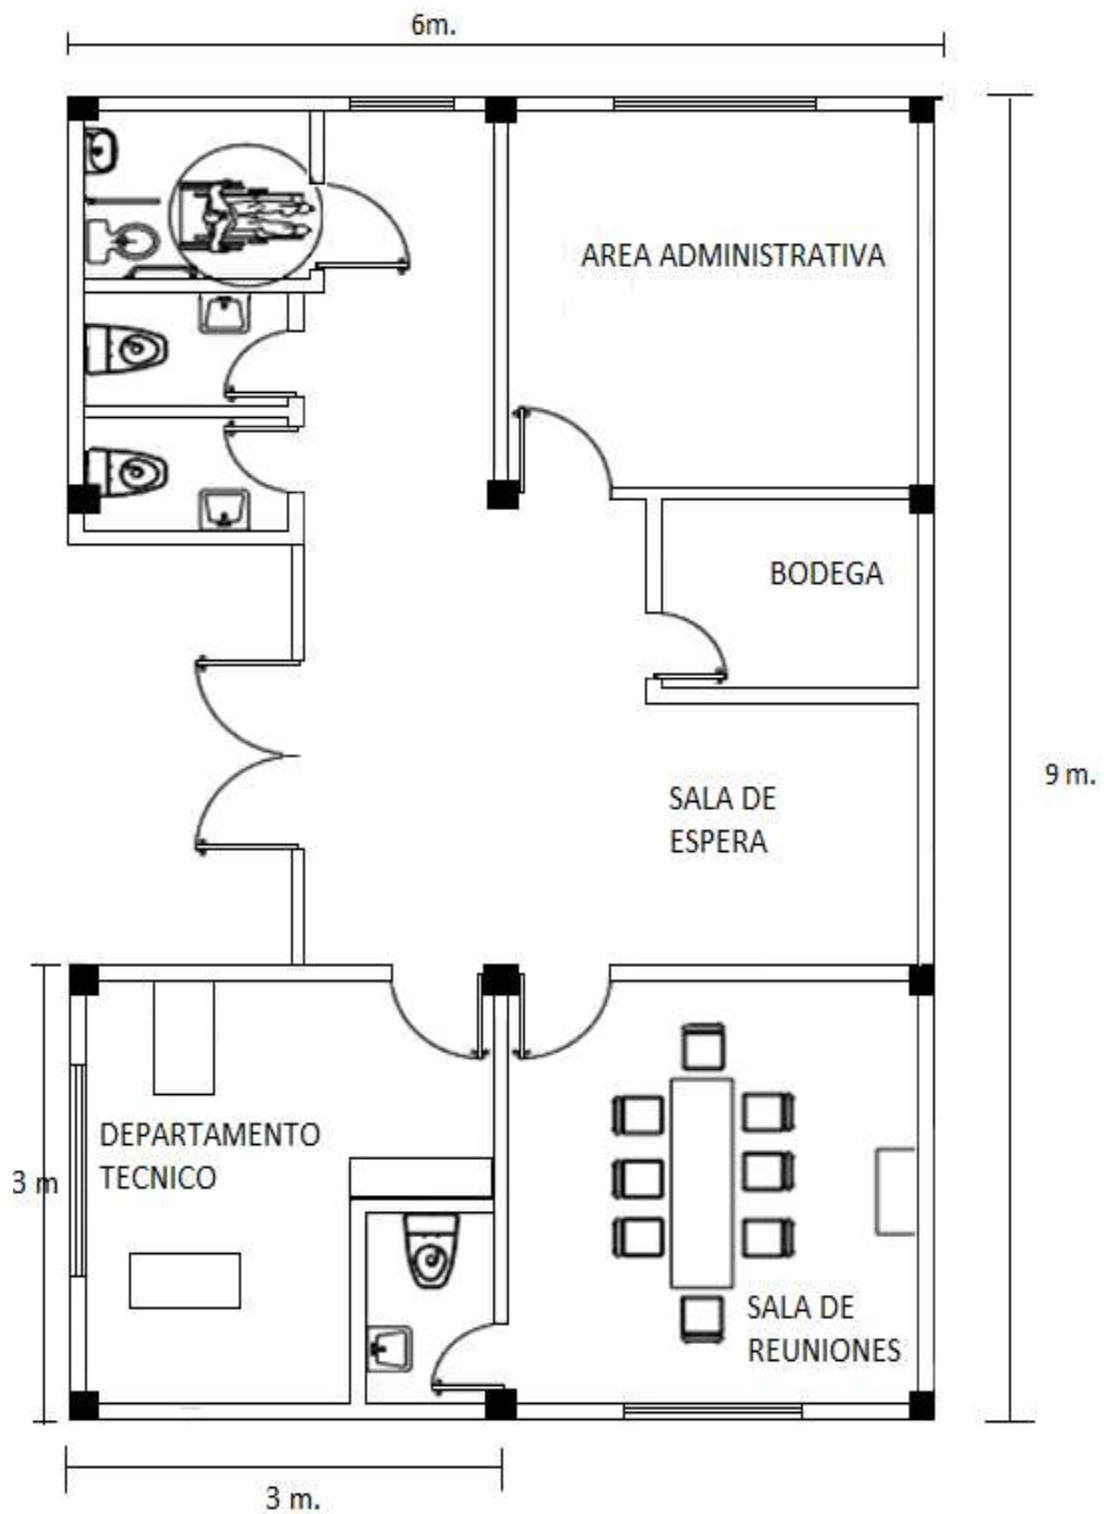 6m.
AREA ADMINISTRATIVA
BODEGA
9 m.
SALA DE
ESPERA
DEPARTAMENTO
TECNICO
3 m
SALA DE
REUNIONES
3 m.